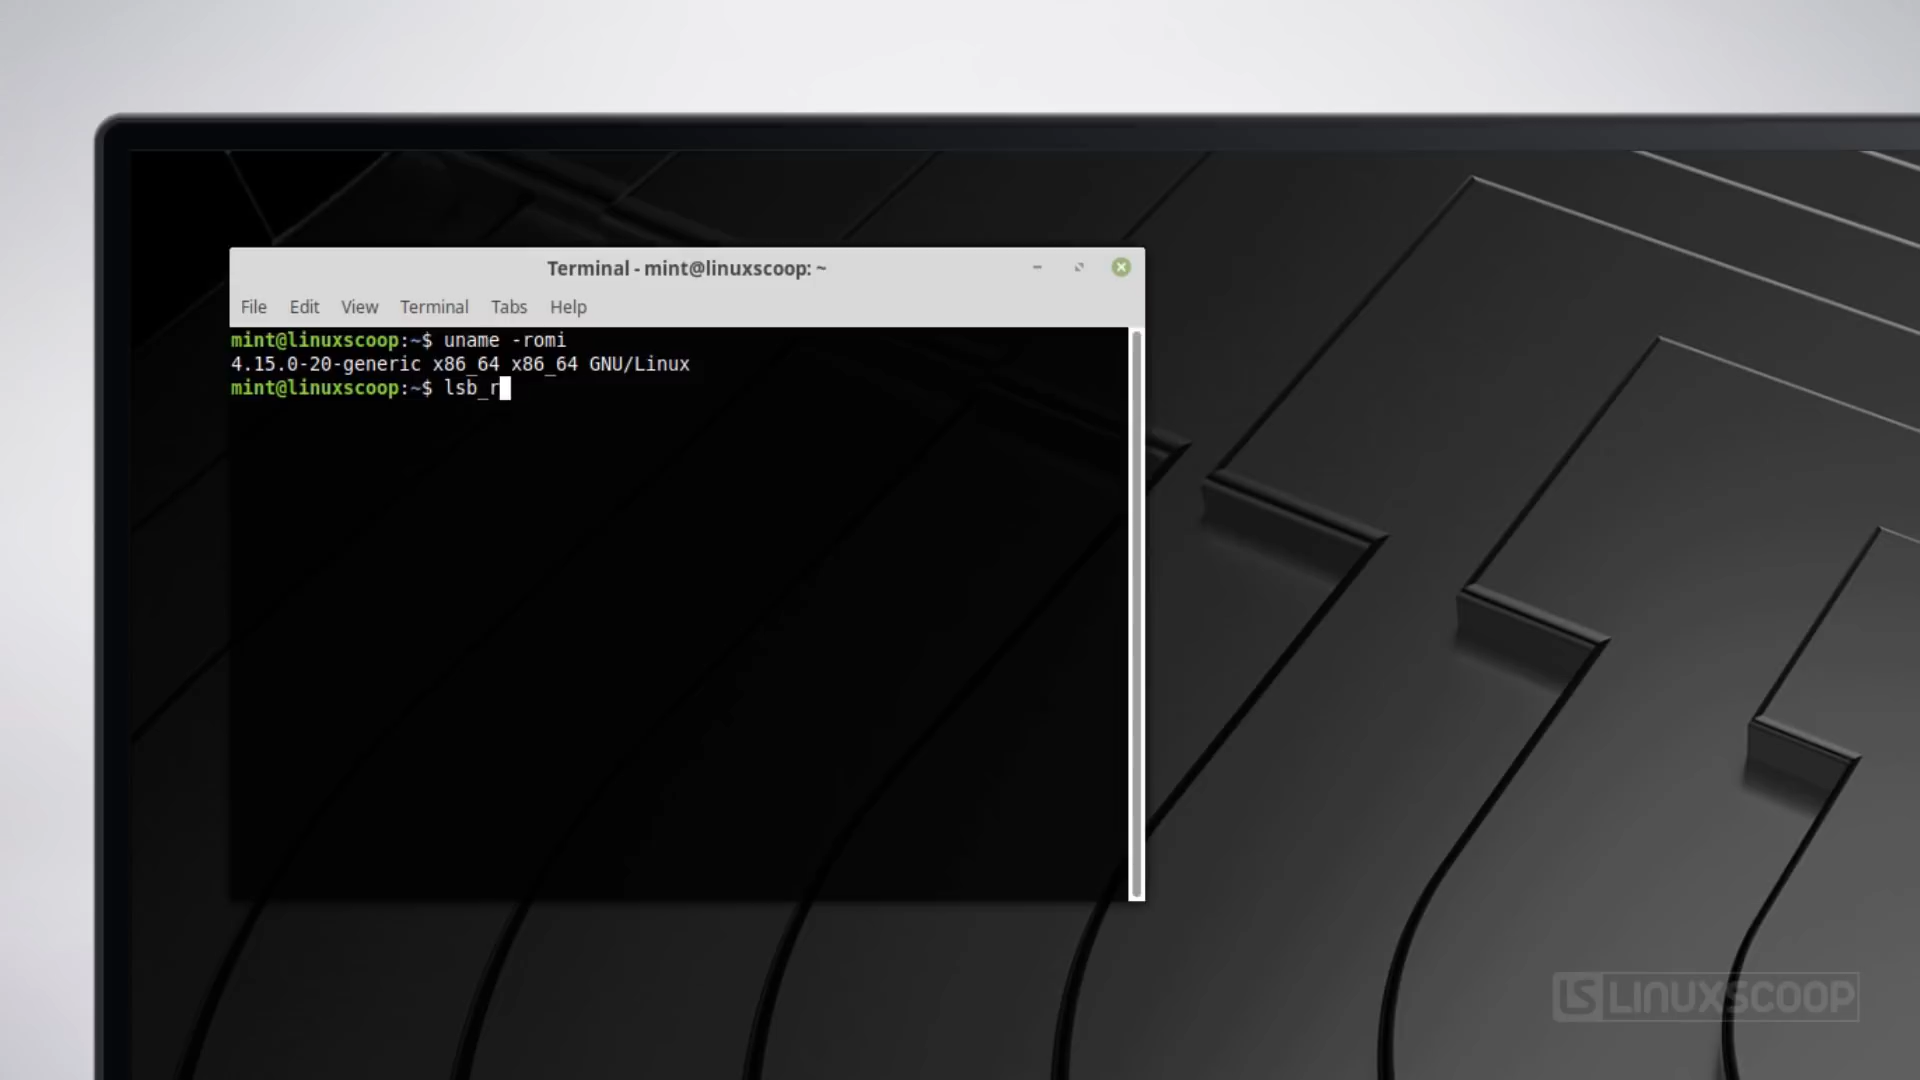 Terminal - mint@linuxscoop: ~
File Edit View Terminal Tabs Help
mint@linuxscoop:~$ uname -romi
4.15.0-20-generic x86_64 x86_64 GNU/Linux
mint@linuxscoop:~$ lsb_r
LS LINUXSCOOP